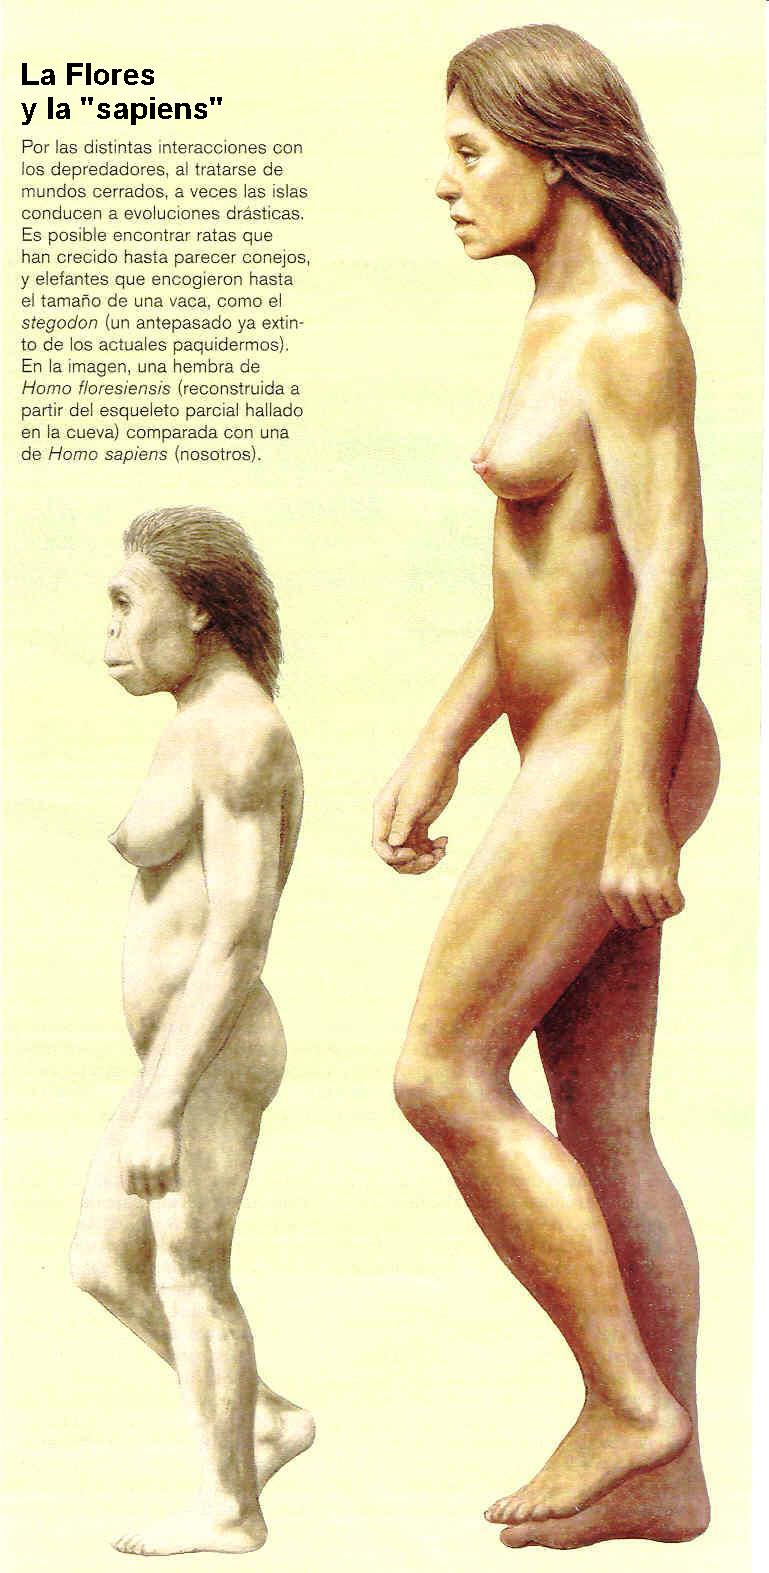 La Flores
y la "sapiens"
Por las distintas interacciones con
los depredadores, al tratarse de
mundos cerrados, a veces las islas
conducen a evoluciones drásticas.
Es posible encontrar ratas que
han crecido hasta parecer conejos,
y elefantes que encogieron hasta
el tamaño de una vaca, como el
stegodon (un antepasado ya extin-
to de los actuales paquidermos).
En la imagen, una hembra de
Homo floresiensis (reconstruida a
partir del esqueleto parcial hallado
en la cueva) comparada con una
de Homo sapiens (nosotros).